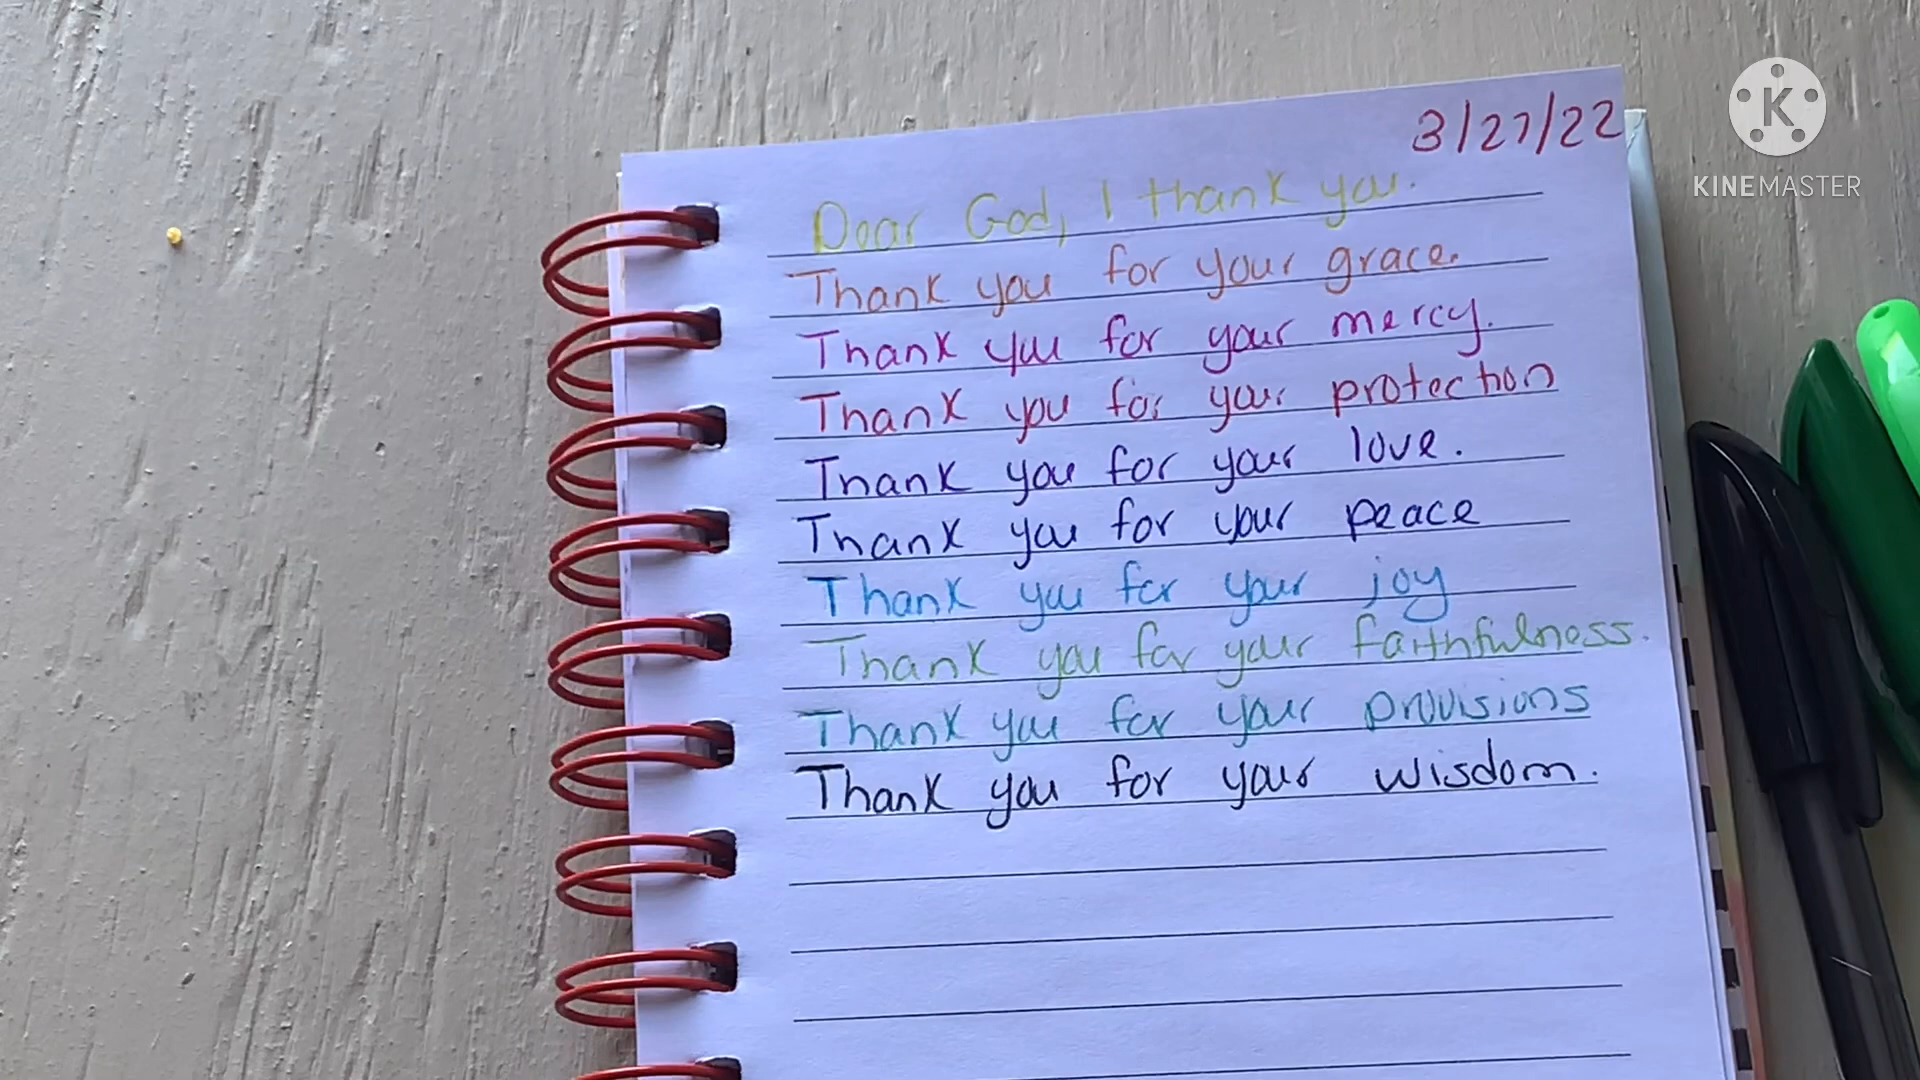 3/27/22
Dear God, I thank you.
Thank you for your grace.
Thank you for your mercy.
Thank you for your protection
Thank you for your love.
Thank you for your peace
Thank you for your joy
Thank you for your faithfulness.
Thank you for your provisions
Thank you for your wisdom.
K
KINEMASTER